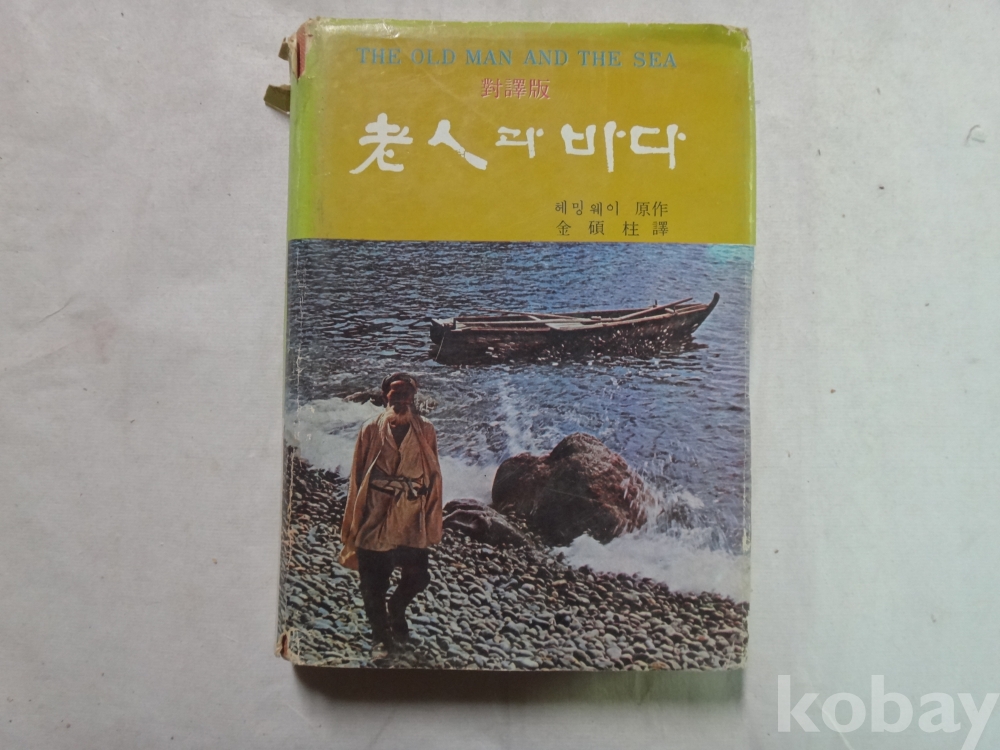 THE OLD MAN AND THE SEA
對譯版
老人과 바다
헤밍웨이 原作
金碩柱 譯
kobay